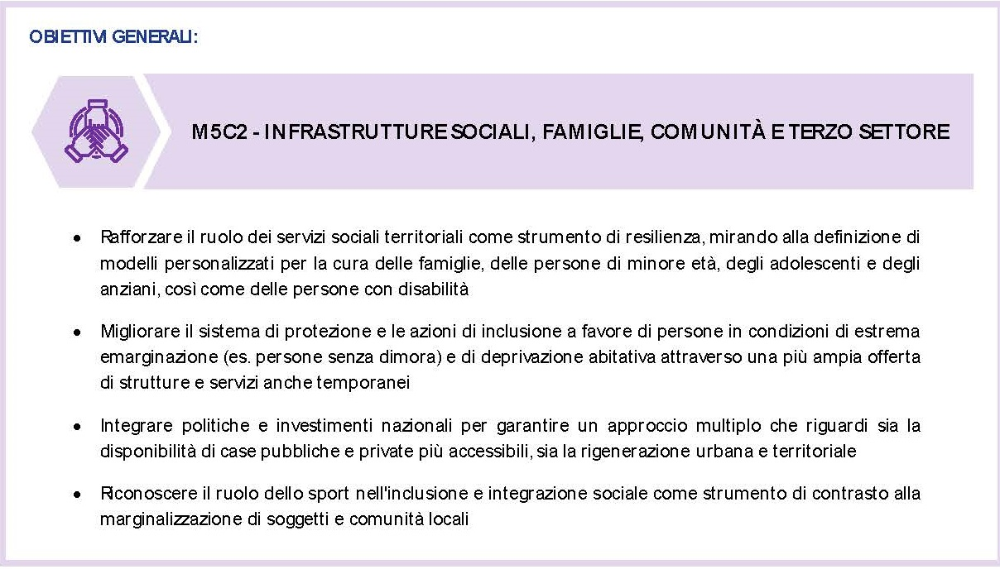 OBIETTIVI GENERALI:
M5C2 - INFRASTRUTTURE SOCIALI, FAMIGLIE, COMUNITÀ E TERZO SETTORE
• Rafforzare il ruolo dei servizi sociali territoriali come strumento di resilienza, mirando alla definizione di
modelli personalizzati per la cura delle famiglie, delle persone di minore età, degli adolescenti e degli
anziani, così come delle persone con disabilità
• Migliorare il sistema di protezione e le azioni di inclusione a favore di persone in condizioni di estrema
emarginazione (es. persone senza dimora) e di deprivazione abitativa attraverso una più ampia offerta
di strutture e servizi anche temporanei
• Integrare politiche e investimenti nazionali per garantire un approccio multiplo che riguardi sia la
disponibilità di case pubbliche e private più accessibili, sia la rigenerazione urbana e territoriale
• Riconoscere il ruolo dello sport nell'inclusione e integrazione sociale come strumento di contrasto alla
marginalizzazione di soggetti e comunità locali